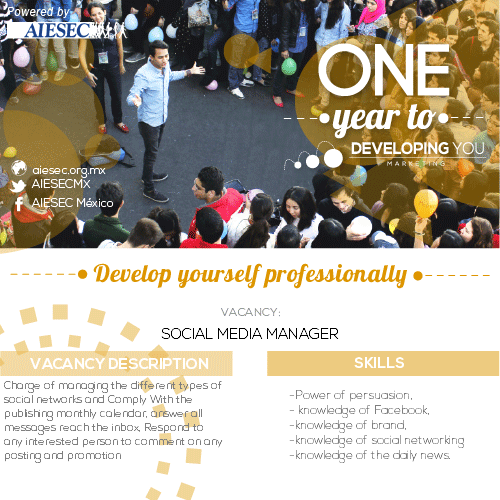 Powered by
AIESEC
ONE
year to
DEVELOPING YOU
MARKETING
aiesec.org.mx
AIESECMX
AIESEC México
Develop yourself professionally
VACANCY:
SOCIAL MEDIA MANAGER
VACANCY DESCRIPTION
Charge of managing the different types of
social networks and Comply With the
publishing monthly calendar, answer all
messages reach the inbox, Respond to
any interested person to comment on any
posting and promotion
SKILLS
-Power of persuasion,
- knowledge of Facebook,
-knowledge of brand,
-knowledge of social networking
-knowledge of the daily news.